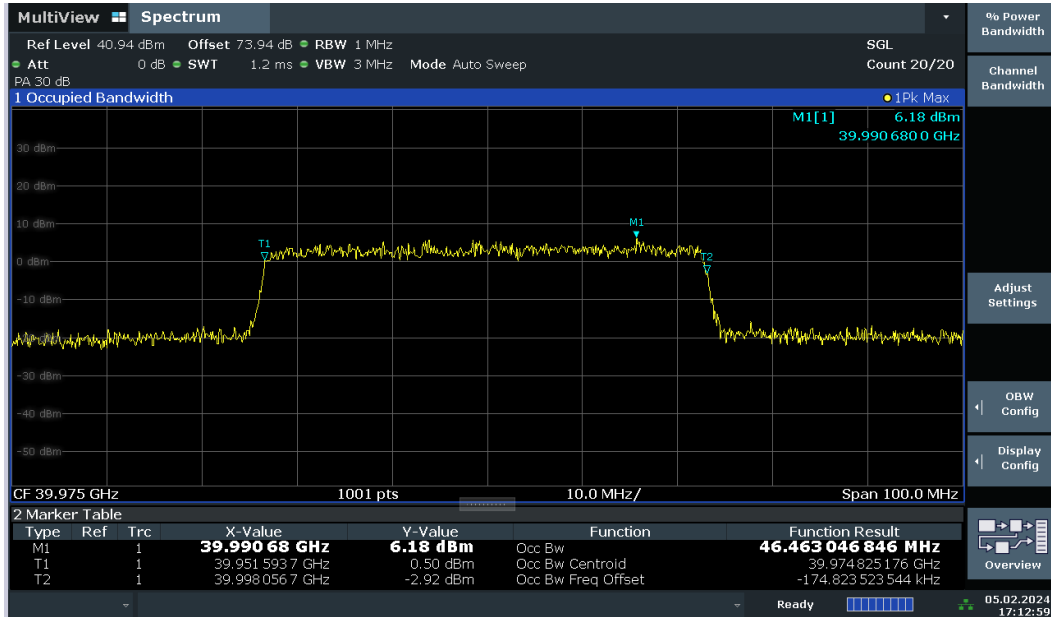 MultiView Spectrum
Ref Level 40.94 dBm Offset 73.94 dB RBW 1 MHz SGL
Att 0 dB SWT 1.2 ms VBW 3 MHz Mode Auto Sweep Count 20/20
PA 30 dB
1 Occupied Bandwidth 1Pk Max
M1[1] 6.18 dBm
39.990 680 0 GHz
30 dBm
20 dBm
10 dBm
M1
T1
T2
0 dBm
-10 dBm
-30 dBm
-40 dBm
-50 dBm
CF 39.975 GHz 1001 pts 10.0 MHz/ Span 100.0 MHz
2 Marker Table
Type Ref Trc X-Value Y-Value Function Function Result
M1 1 39.990 68 GHz 6.18 dBm Occ Bw 46.463 046 846 MHz
T1 1 39.951 593 7 GHz 0.50 dBm Occ Bw Centroid 39.974 825 176 GHz
T2 1 39.998 056 7 GHz -2.92 dBm Occ Bw Freq Offset -174.823 523 544 kHz
Ready
05.02.2024
17:12:59
% Power
Bandwidth
Channel
Bandwidth
Adjust
Settings
OBW
Config
Display
Config
Overview